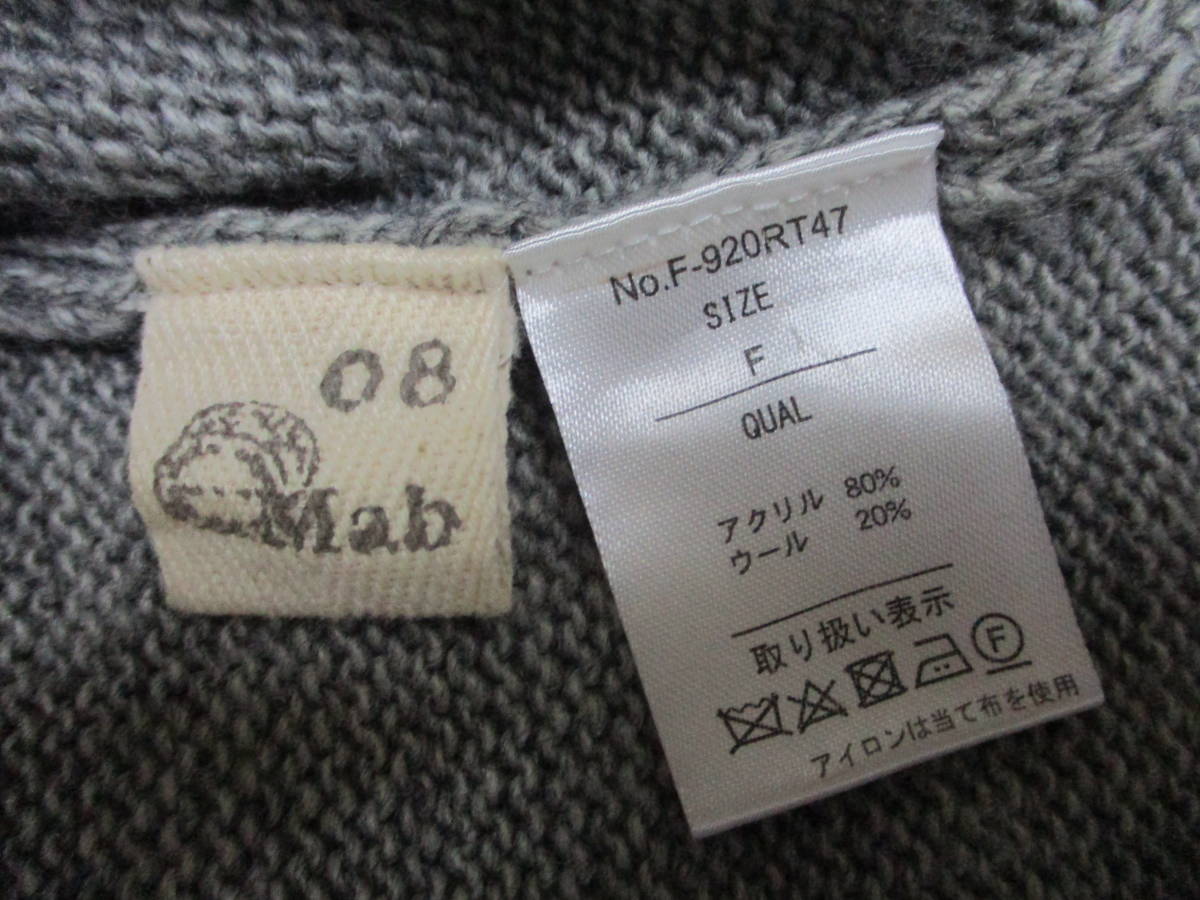 08
Mab
No.F-920RT47
SIZE
F
QUAL
アクリル 80%
ウール 20%
取り扱い表示
F
アイロンは当て布を使用